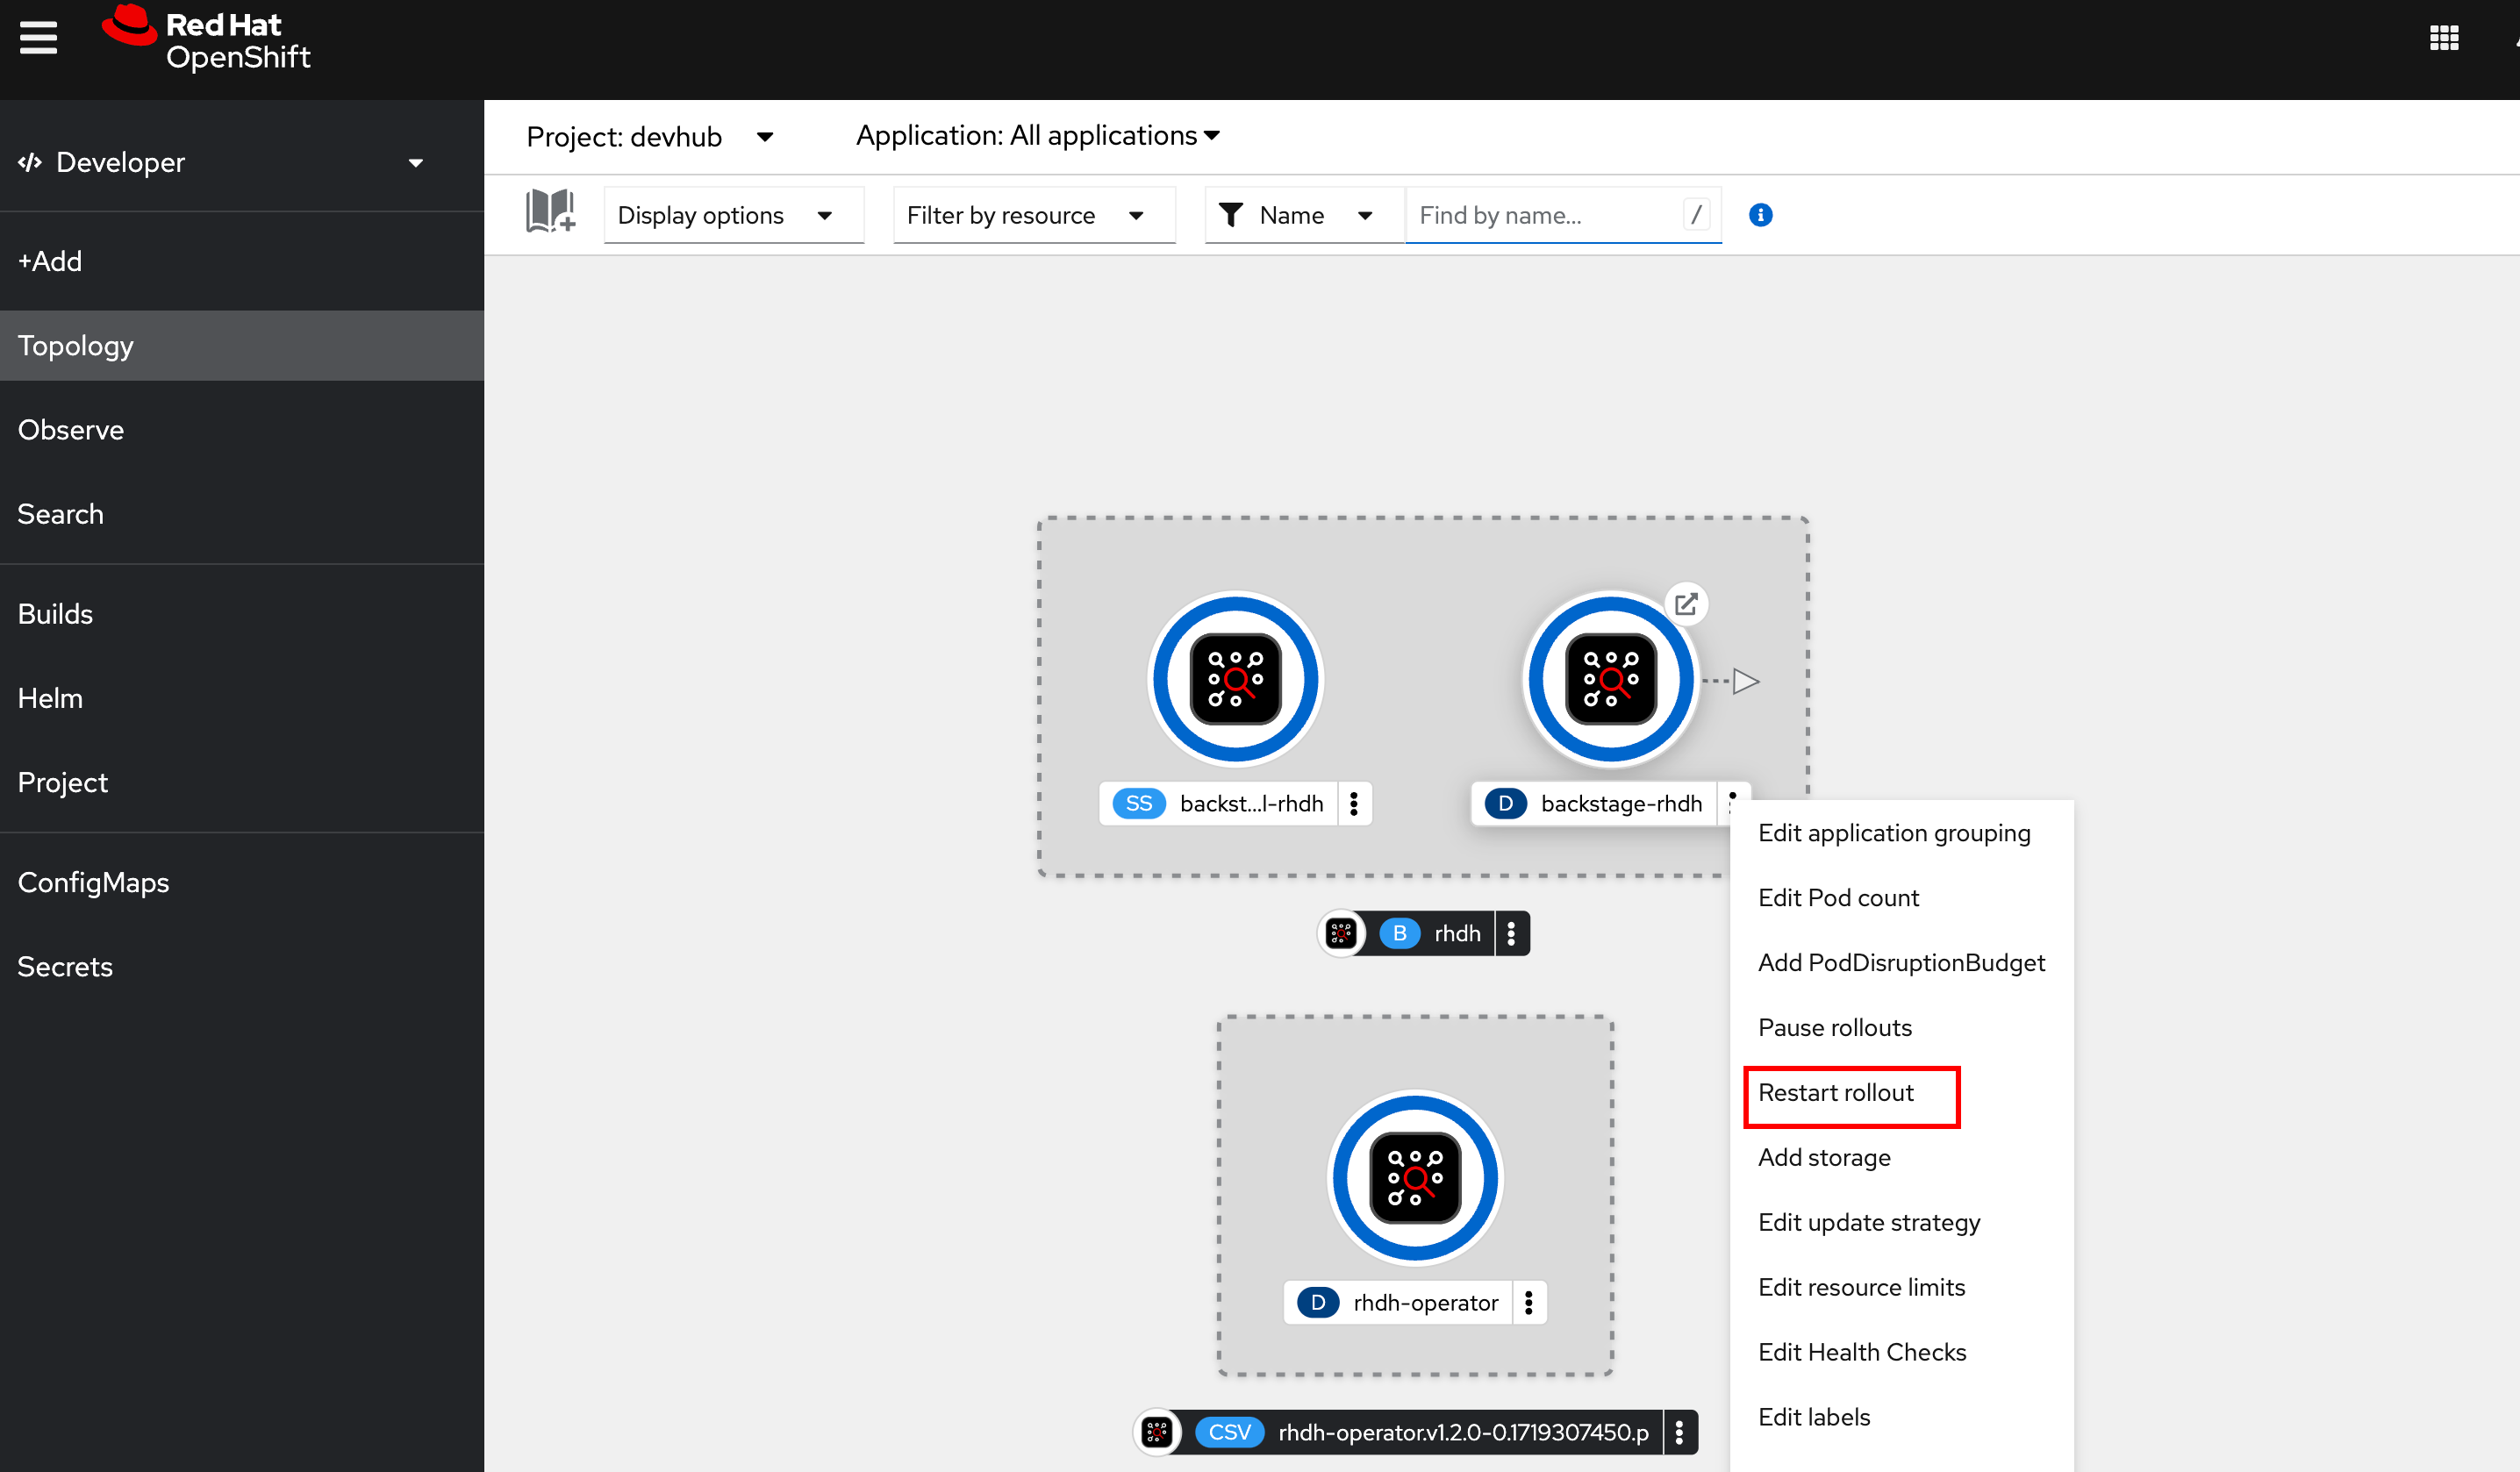 Red Hat
OpenShift
Developer
Project: devhub
Application: All applications
Display options
Filter by resource
Name
Find by name...
/
+Add
Topology
Observe
Search
Builds
Helm
Project
ConfigMaps
Secrets
SS backst...l-rhdh
D backstage-rhdh
B rhdh
D rhdh-operator
CSV rhdh-operator.v1.2.0-0.1719307450.p
Edit application grouping
Edit Pod count
Add PodDisruptionBudget
Pause rollouts
Restart rollout
Add storage
Edit update strategy
Edit resource limits
Edit Health Checks
Edit labels